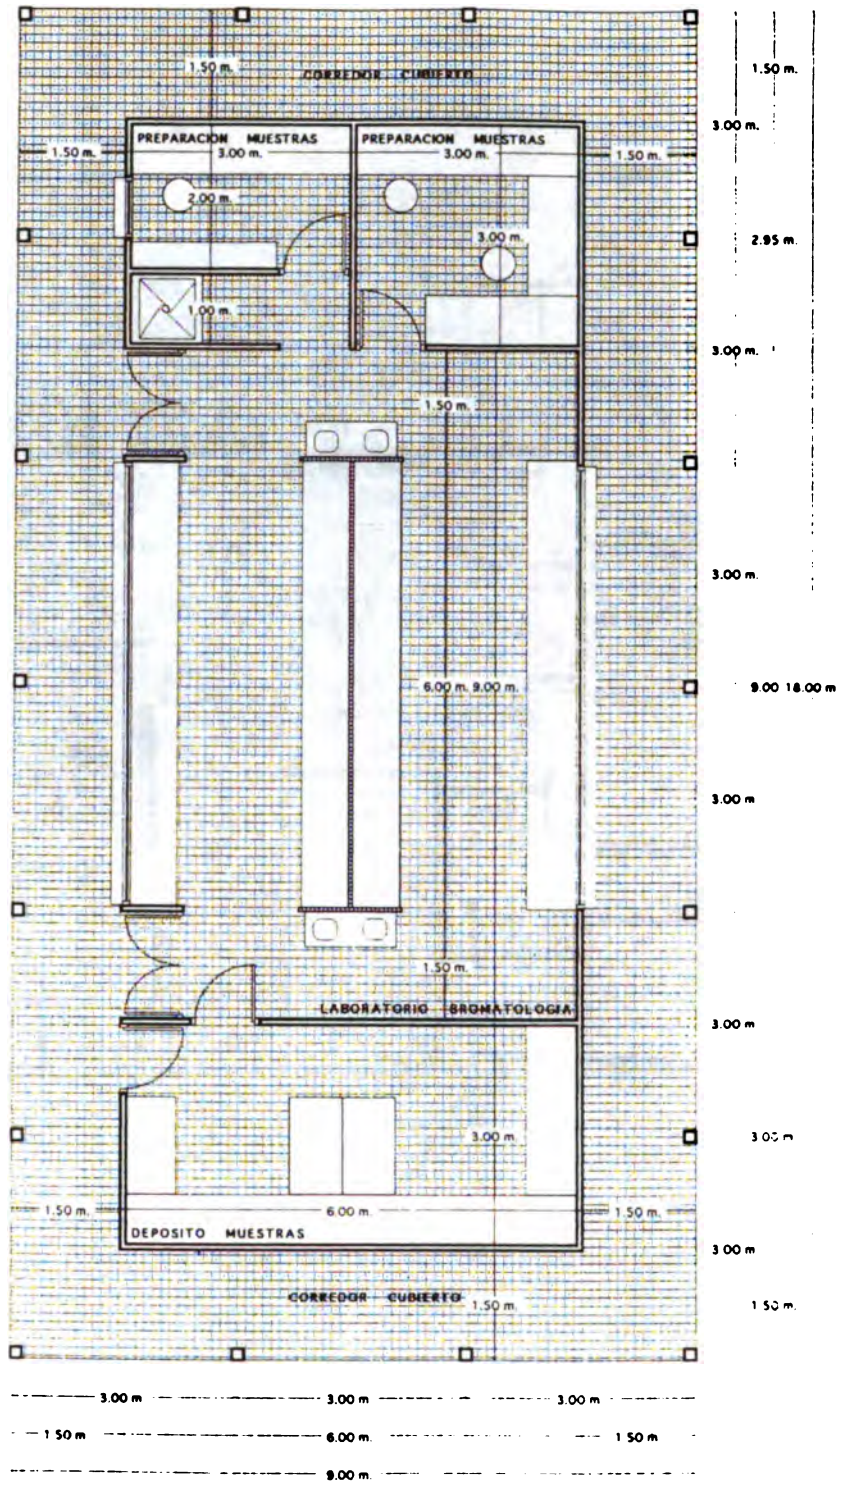 1.50 m.
CORREDOR CUBIERTO
1.50 m.
3.00 m.
PREPARACION MUESTRAS
PREPARACION MUESTRAS
1.50 m.
3.00 m.
3.00 m.
1.50 m.
2.00 m.
3.00 m.
2.95 m.
1.00 m.
3.00 m.
1.50 m.
3.00 m.
6.00 m. 9.00 m.
9.00 18.00 m
3.00 m
1.50 m.
LABORATORIO BROMATOLOGIA
3.00 m
3.00 m.
3.00 m
1.50 m.
6.00 m.
1.50 m.
DEPOSITO MUESTRAS
3.00 m
CORREDOR CUBIERTO
1.50 m.
1.50 m.
3.00 m
3.00 m
3.00 m
1 50 m
6.00 m.
1 50 m
9.00 m.